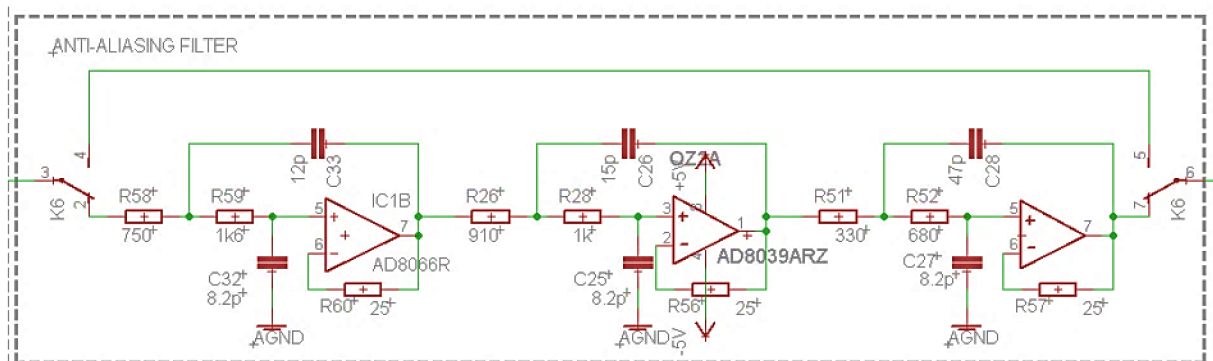 ANTI-ALIASING FILTER
4
3
2
K6
R58
750
R59
1k6
12p
C33
C32
8.2p
AGND
5
6
7
IC1B
AD8066R
R60
25
R26
910
R28
1k
15p
C26
C25
8.2p
AGND
OZ2A
+5V
8
3
2
1
4
AD8039ARZ
R56
25
-5V
R51
330
R52
680
47p
C28
C27
8.2p
AGND
5
6
7
R57
25
5
6
7
K6